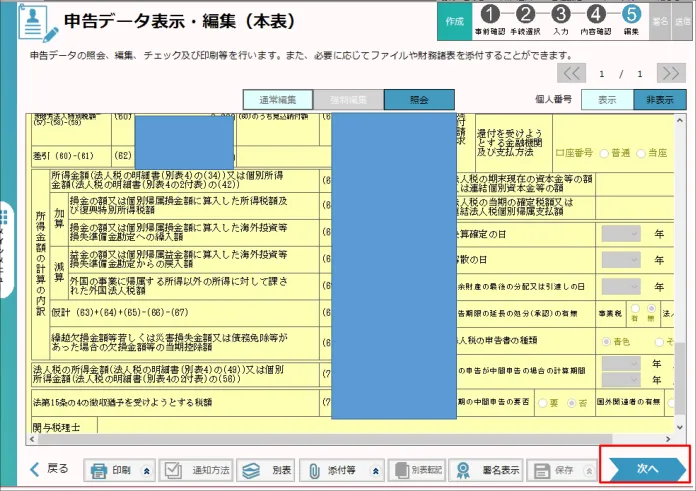 申告データ表示・編集（本表）
作成
1 2 3 4 5
事前確認 手続選択 入力 内容確認 編集
署名 送信
申告データの照会、編集、チェック及び印刷等を行います。また、必要に応じてファイルや財務諸表を添付することができます。
<< 1 / 1 >>
通常編集 強制編集 照会 個人番号 表示 非表示
(57)-(58)-(59) (60) (60)のうち見込納付額
差引 (60)-(61) (62)
還付請求
還付を受けようとする金融機関及び支払方法
口座番号 普通 当座
所得金額の計算の内訳
所得金額(法人税の明細書(別表4)の(34))又は個別所得
金額(法人税の明細書(別表4の2付表)の(42))
加算
損金の額又は個別帰属損金額に算入した所得税額及
び復興特別所得税額
損金の額又は個別帰属損金額に算入した海外投資等
損失準備金勘定への繰入額
減算
益金の額又は個別帰属益金額に算入した海外投資等
損失準備金勘定からの戻入額
外国の事業に帰属する所得以外の所得に対して課さ
れた外国法人税額
仮計 (63)+(64)+(65)-(66)-(67)
繰越欠損金額等若しくは災害損失金額又は債務免除等が
あった場合の欠損金額等の当期控除額
法人税の所得金額(法人税の明細書(別表4)の(49))又は個別
所得金額(法人税の明細書(別表4の2付表)の(56))
法第15条の4の徴収猶予を受けようとする税額
関与税理士
人税の期末現在の資本金等の額
は連結個別資本金等の額
人税の当期の確定税額又は
連結法人税個別帰属支払額
算確定の日 年
散の日 年
余財産の最後の分配又は引渡しの日 年
告期限の延長の処分(承認)の有無 事業税 有 無 法
人税の申告書の種類 青色 そ
の申告が中間申告の場合の計算期間 年
年
期の中間申告の要否 要 否 国外関連者の有無
戻る 印刷 通知方法 別表 添付等 別表転記 署名表示 保存 次へ